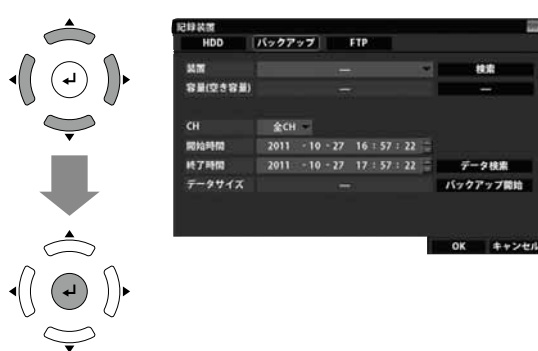 記録装置
HDD バックアップ FTP
装置 — 検索
容量(空き容量) — —
CH 全CH
開始時間 2011 - 10 - 27 16 : 57 : 22
終了時間 2011 - 10 - 27 17 : 57 : 22 データ検索
データサイズ — バックアップ開始
OK キャンセル